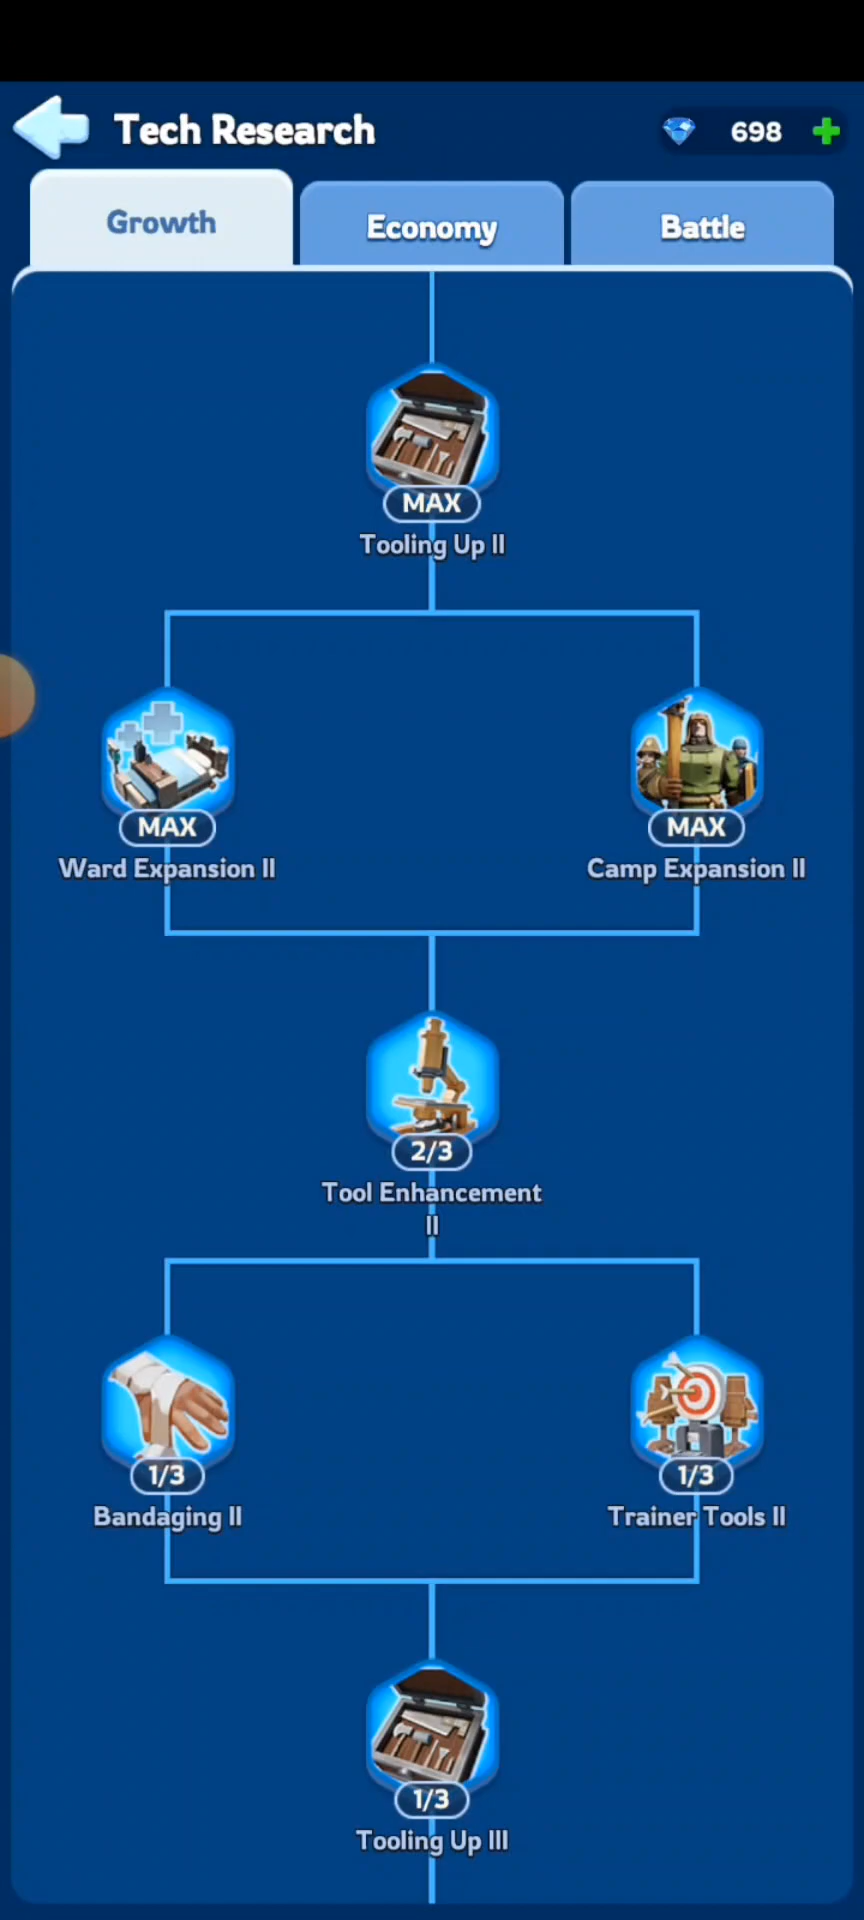 Tech Research
698
Growth
Economy
Battle
MAX
Tooling Up II
MAX
MAX
Ward Expansion II
Camp Expansion II
2/3
Tool Enhancement
II
1/3
1/3
Bandaging II
Trainer Tools II
1/3
Tooling Up III